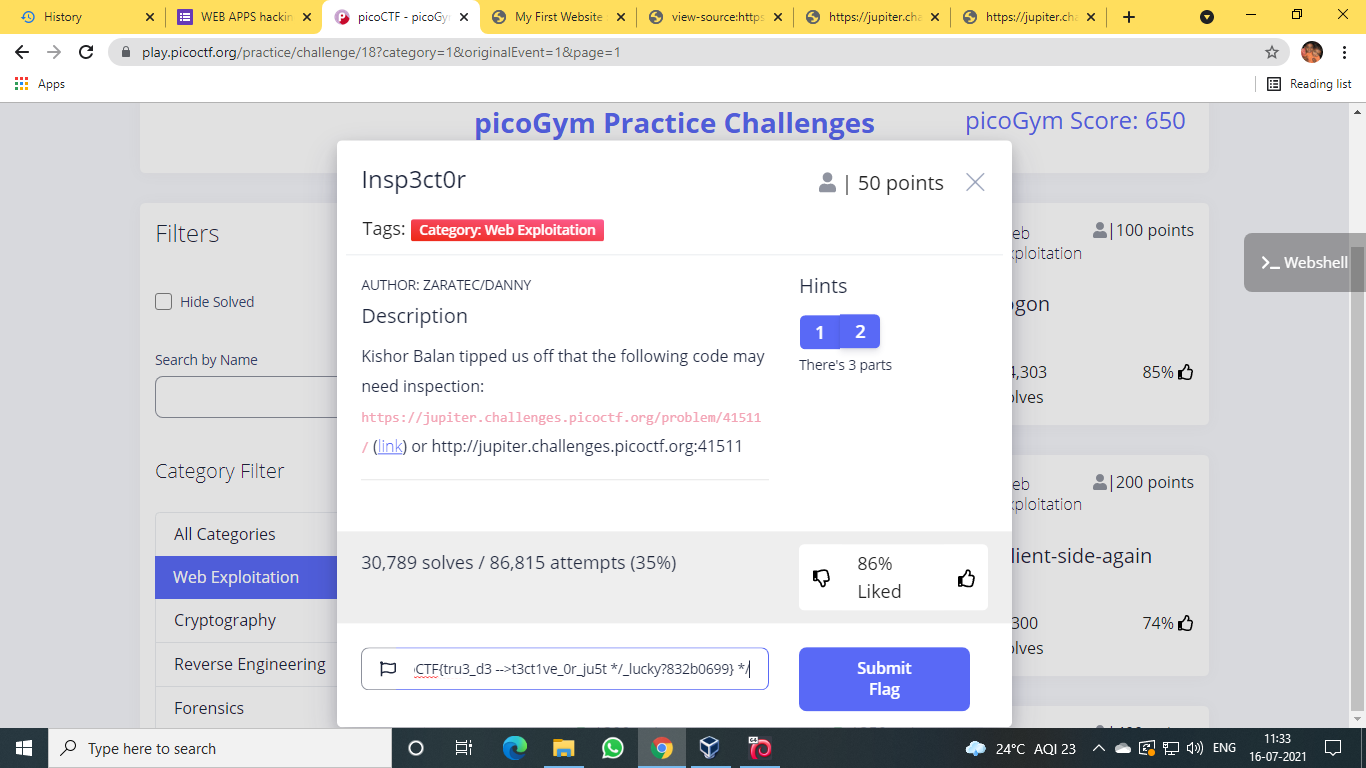 History
WEB APPS hackin
picoCTF - picoGy
My First Website
view-source:https
https://jupiter.cha
https://jupiter.cha
play.picoctf.org/practice/challenge/18?category=1&originalEvent=1&page=1
Apps
Reading list
picoGym Practice Challenges
picoGym Score: 650
Insp3ct0r
| 50 points
Tags: Category: Web Exploitation
Filters
Hide Solved
Search by Name
Category Filter
All Categories
Web Exploitation
Cryptography
Reverse Engineering
Forensics
AUTHOR: ZARATEC/DANNY
Description
Kishor Balan tipped us off that the following code may
need inspection:
https://jupiter.challenges.picoctf.org/problem/41511
/ (link) or http://jupiter.challenges.picoctf.org:41511
Hints
1 2
There's 3 parts
30,789 solves / 86,815 attempts (35%)
86%
Liked
CTF{tru3_d3 -->t3ct1ve_0r_ju5t */_lucky?832b0699} */
Submit
Flag
eb
|100 points
xploitation
ogon
4,303
85%
olves
Webshell
eb
|200 points
xploitation
lient-side-again
300
74%
olves
Type here to search
24°C AQI 23
ENG
11:33
16-07-2021